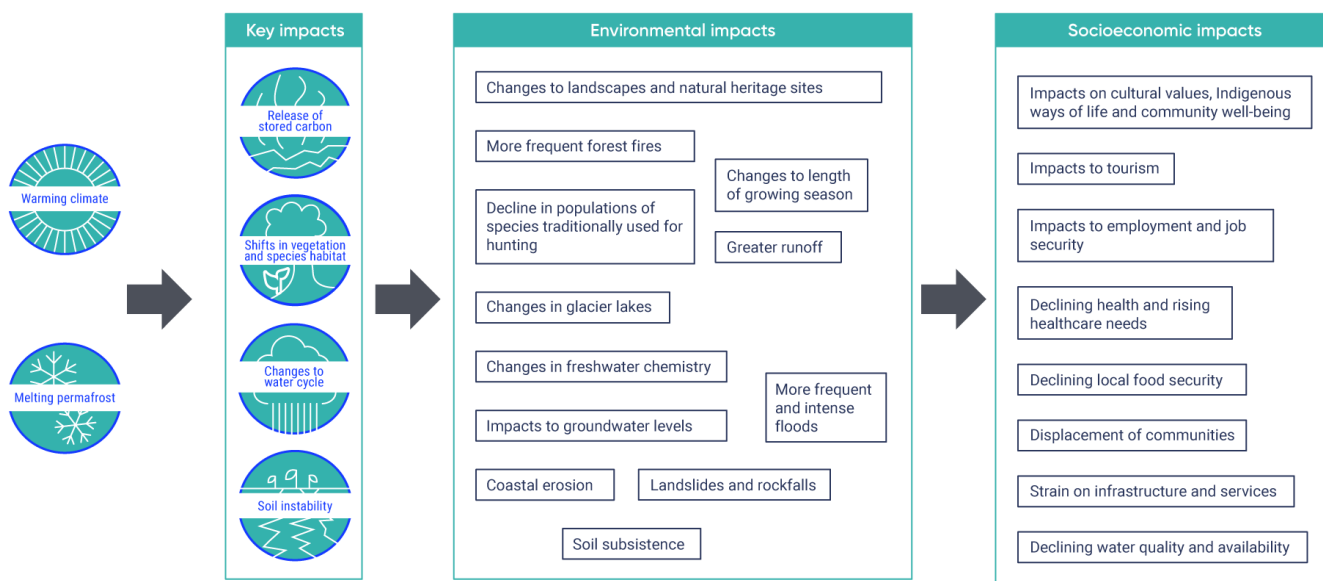 Key impacts
Environmental impacts
Socioeconomic impacts
Warming climate
Melting permafrost
Release of
stored carbon
Shifts in vegetation
and species habitat
Changes to
water cycle
Soil instability
Changes to landscapes and natural heritage sites
More frequent forest fires
Changes to length
of growing season
Decline in populations of
species traditionally used for
hunting
Greater runoff
Changes in glacier lakes
Changes in freshwater chemistry
More frequent
and intense
floods
Impacts to groundwater levels
Coastal erosion
Landslides and rockfalls
Soil subsistence
Impacts on cultural values, Indigenous
ways of life and community well-being
Impacts to tourism
Impacts to employment and job
security
Declining health and rising
healthcare needs
Declining local food security
Displacement of communities
Strain on infrastructure and services
Declining water quality and availability